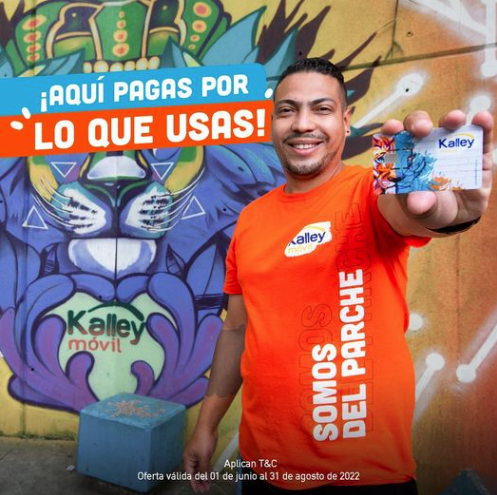 ¡AQUÍ PAGAS POR
LO QUE USAS!
Kalley
Kalley
móvil
Kalley
móvil
SOMOS
DEL PARCHE
Aplican T&C
Oferta válida del 01 de junio al 31 de agosto de 2022